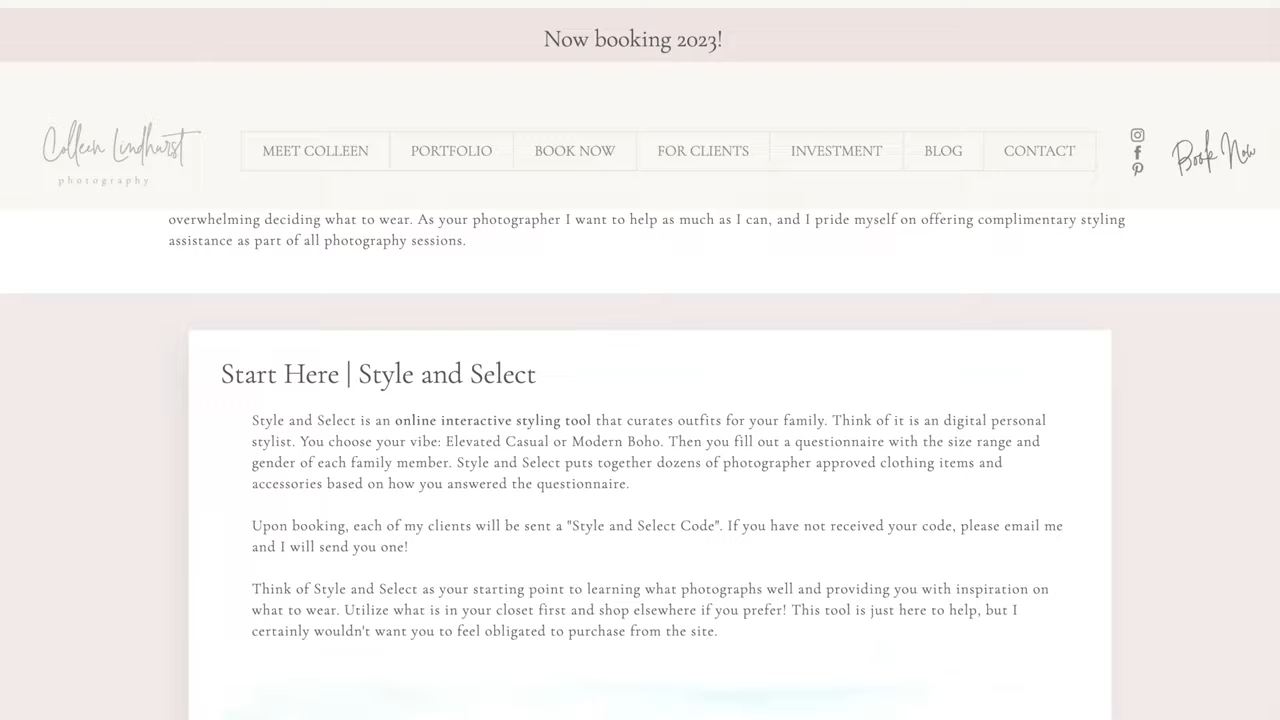 Now booking 2023!
Colleen Lindhurst
photography
MEET COLLEEN
PORTFOLIO
BOOK NOW
FOR CLIENTS
INVESTMENT
BLOG
CONTACT
Book Now
overwhelming deciding what to wear. As your photographer I want to help as much as I can, and I pride myself on offering complimentary styling
assistance as part of all photography sessions.
Start Here | Style and Select
Style and Select is an online interactive styling tool that curates outfits for your family. Think of it is an digital personal
stylist. You choose your vibe: Elevated Casual or Modern Boho. Then you fill out a questionnaire with the size range and
gender of each family member. Style and Select puts together dozens of photographer approved clothing items and
accessories based on how you answered the questionnaire.
Upon booking, each of my clients will be sent a "Style and Select Code". If you have not received your code, please email me
and I will send you one!
Think of Style and Select as your starting point to learning what photographs well and providing you with inspiration on
what to wear. Utilize what is in your closet first and shop elsewhere if you prefer! This tool is just here to help, but I
certainly wouldn't want you to feel obligated to purchase from the site.